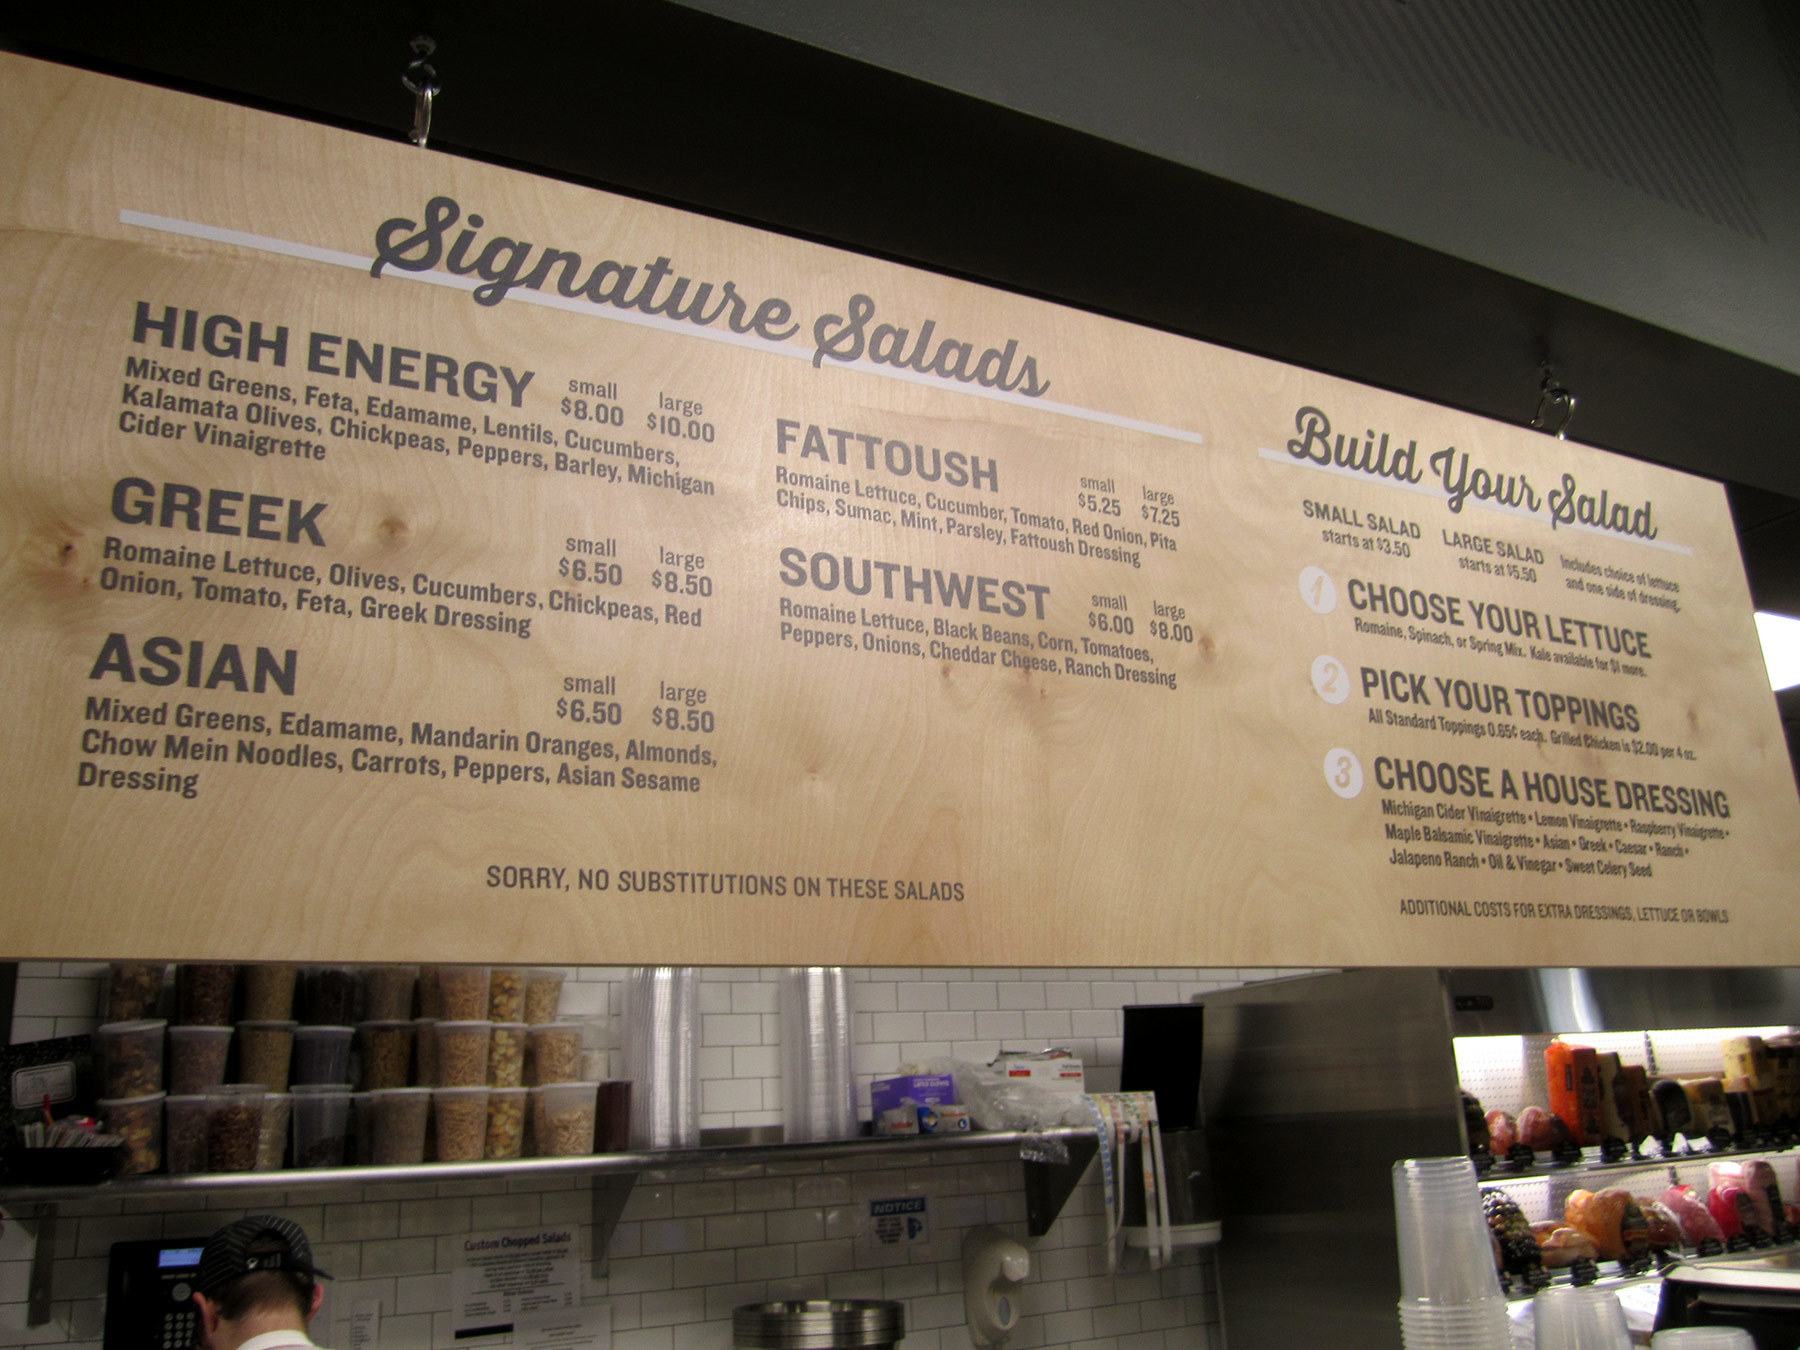 Signature Salads
HIGH ENERGY
small large
$8.00 $10.00
Mixed Greens, Feta, Edamame, Lentils, Cucumbers,
Kalamata Olives, Chickpeas, Peppers, Barley, Michigan
Cider Vinaigrette
GREEK
small large
$6.50 $8.50
Romaine Lettuce, Olives, Cucumbers, Chickpeas, Red
Onion, Tomato, Feta, Greek Dressing
ASIAN
small large
$6.50 $8.50
Mixed Greens, Edamame, Mandarin Oranges, Almonds,
Chow Mein Noodles, Carrots, Peppers, Asian Sesame
Dressing
FATTOUSH
small large
$5.25 $7.25
Romaine Lettuce, Cucumber, Tomato, Red Onion, Pita
Chips, Sumac, Mint, Parsley, Fattoush Dressing
SOUTHWEST
small large
$6.00 $8.00
Romaine Lettuce, Black Beans, Corn, Tomatoes,
Peppers, Onions, Cheddar Cheese, Ranch Dressing
SORRY, NO SUBSTITUTIONS ON THESE SALADS
Build Your Salad
SMALL SALAD
starts at $3.50
LARGE SALAD
starts at $5.50
Includes choice of lettuce
and one side of dressing.
1 CHOOSE YOUR LETTUCE
Romaine, Spinach, or Spring Mix. Kale available for $1 more.
2 PICK YOUR TOPPINGS
All Standard Toppings 0.65¢ each. Grilled Chicken is $2.00 per 4 oz.
3 CHOOSE A HOUSE DRESSING
Michigan Cider Vinaigrette • Lemon Vinaigrette • Raspberry Vinaigrette •
Maple Balsamic Vinaigrette • Asian • Greek • Caesar • Ranch •
Jalapeno Ranch • Oil & Vinegar • Sweet Celery Seed
ADDITIONAL COSTS FOR EXTRA DRESSINGS, LETTUCE OR BOWLS
NOTICE
Custom Chopped Salads